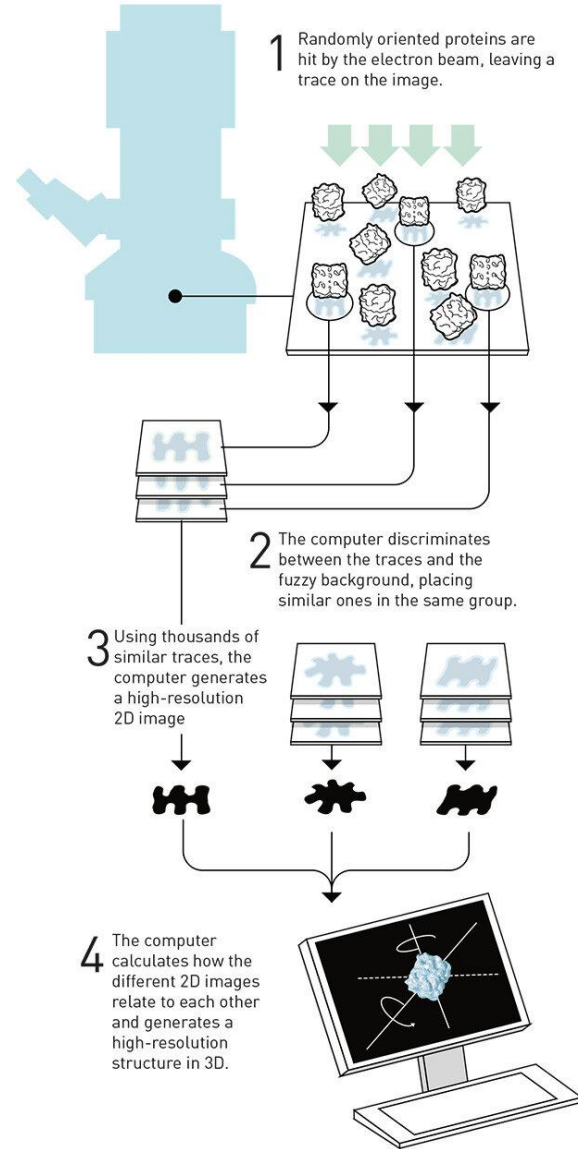 1 Randomly oriented proteins are
hit by the electron beam, leaving a
trace on the image.
2 The computer discriminates
between the traces and the
fuzzy background, placing
similar ones in the same group.
3 Using thousands of
similar traces, the
computer generates
a high-resolution
2D image
4 The computer
calculates how the
different 2D images
relate to each other
and generates a
high-resolution
structure in 3D.